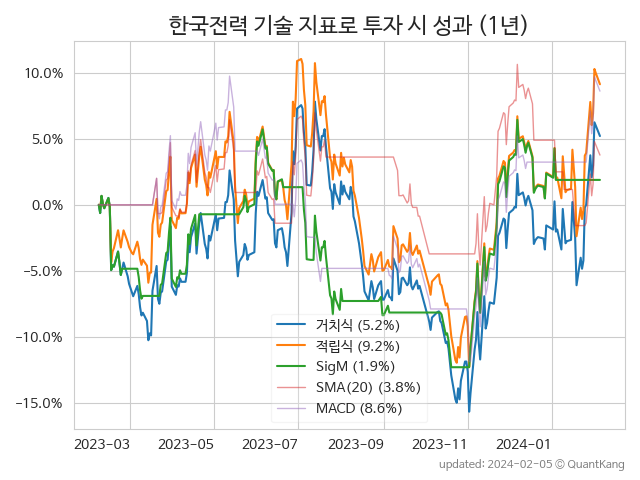 한국전력 기술 지표로 투자 시 성과 (1년)
10.0%
5.0%
0.0%
−5.0%
−10.0%
−15.0%
거치식 (5.2%)
적립식 (9.2%)
SigM (1.9%)
SMA(20) (3.8%)
MACD (8.6%)
2023-03 2023-05 2023-07 2023-09 2023-11 2024-01
updated: 2024-02-05 © QuantKang